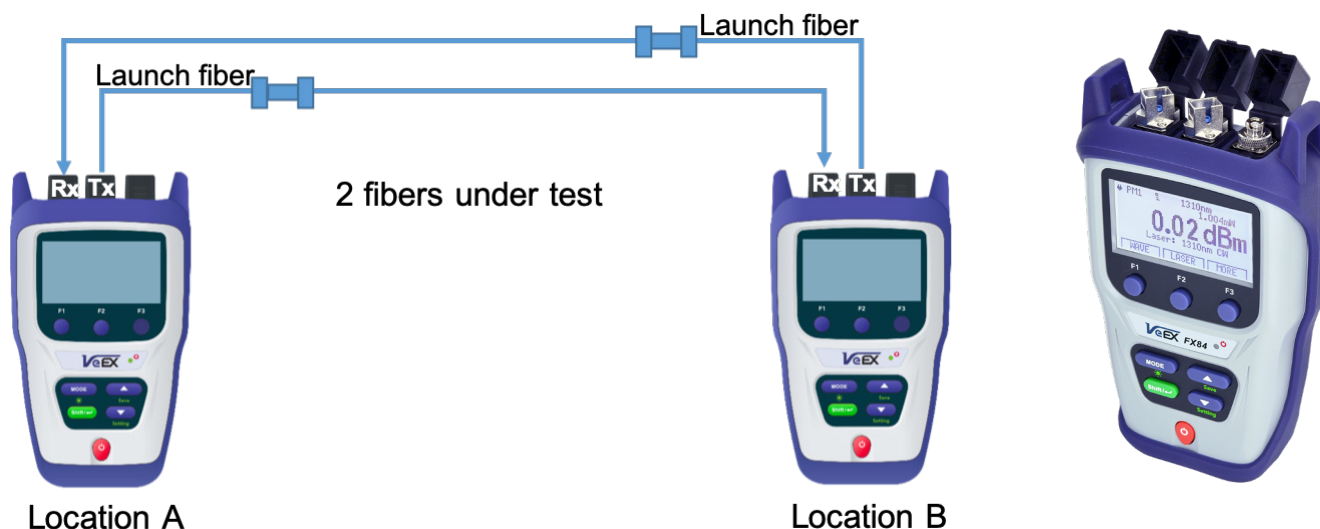 Launch fiber
Launch fiber
Rx Tx
2 fibers under test
Rx Tx
F1 F2 F3
VeEX
MODE
Save
Shift/↵
Setting
Location A
F1 F2 F3
VeEX
MODE
Save
Shift/↵
Setting
Location B
PM1
1310nm
1.004mW
0.02 dBm
Laser: 1310nm CW
WAVE LASER MORE
F1 F2 F3
VeEX FX84
MODE
Save
Shift/↵
Setting